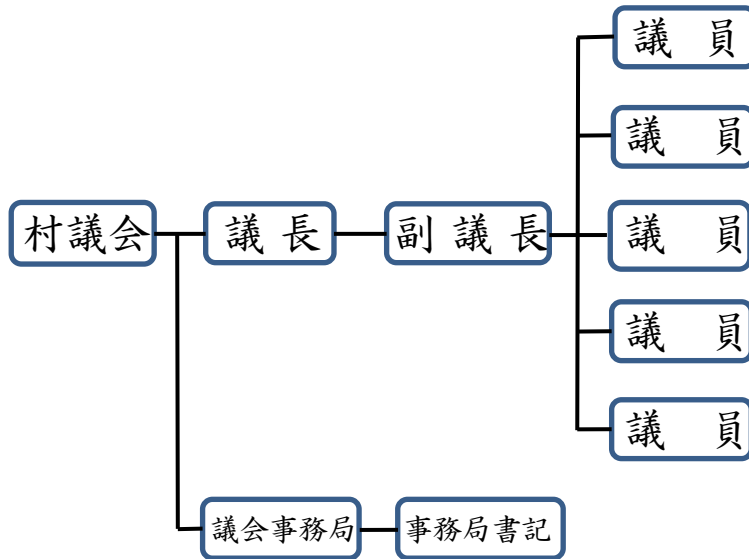 議　員
議　員
村議会
議長
副議長
議　員
議　員
議　員
議会事務局
事務局書記